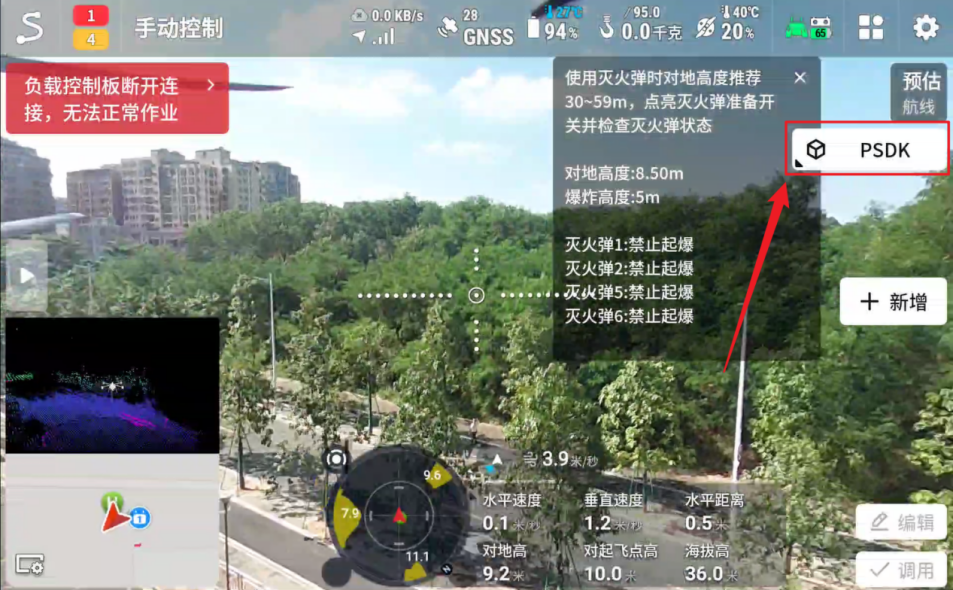 1
4
手动控制
0.0 KB/s
28
GNSS
27℃
94%
/95.0
0.0千克
40℃
20%
65
负载控制板断开连
接，无法正常作业
使用灭火弹时对地高度推荐
30~59m，点亮灭火弹准备开
关并检查灭火弹状态
对地高度:8.50m
爆炸高度:5m
灭火弹1:禁止起爆
灭火弹2:禁止起爆
灭火弹5:禁止起爆
灭火弹6:禁止起爆
预估
航线
PSDK
新增
H
1
9.6
7.9
11.1
N
3.9米/秒
水平速度
0.1米/秒
垂直速度
1.2米/秒
水平距离
0.5米
对地高
9.2米
对起飞点高
10.0米
海拔高
36.0米
编辑
调用